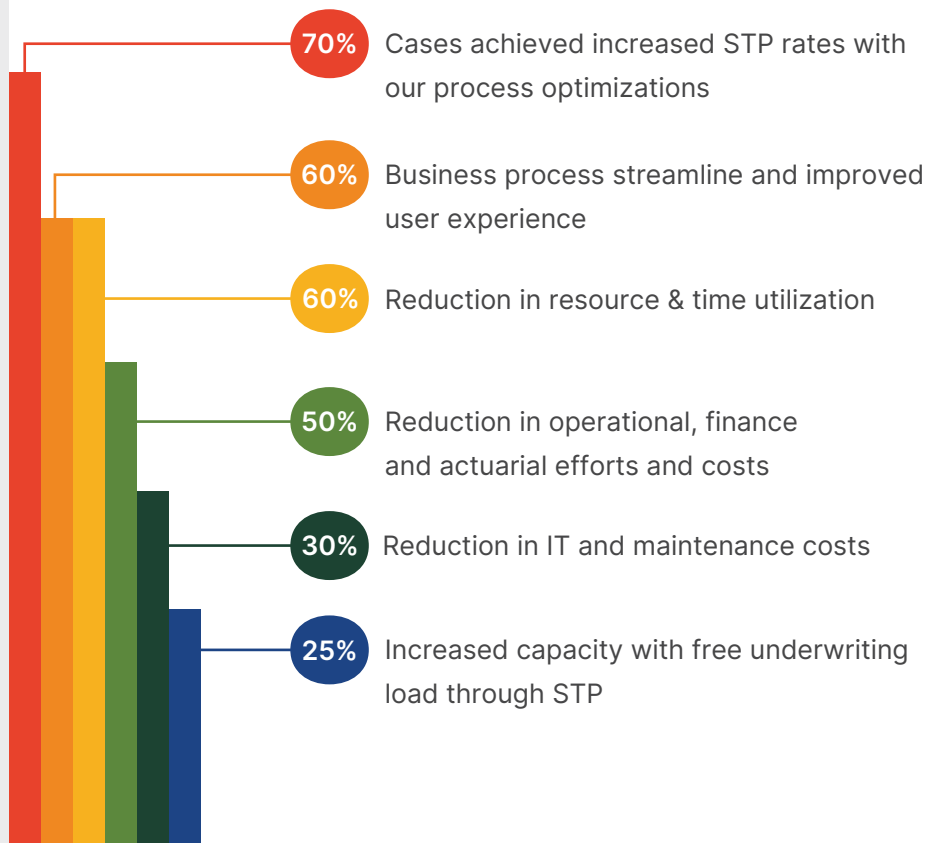 70%
Cases achieved increased STP rates with
our process optimizations
60%
Business process streamline and improved
user experience
60%
Reduction in resource & time utilization
50%
Reduction in operational, finance
and actuarial efforts and costs
30%
Reduction in IT and maintenance costs
25%
Increased capacity with free underwriting
load through STP